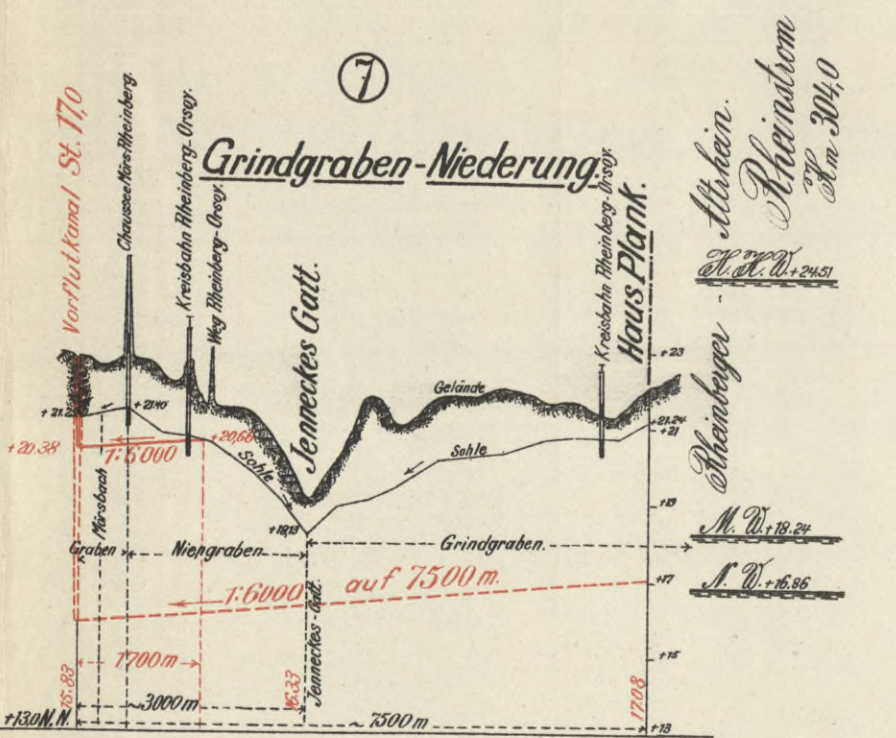 7
Grindgraben-Niederung.
Vorflutkanal St. 17,0
Chaussee Mörs-Rheinberg.
Kreisbahn Rheinberg-Orsoy.
Weg Rheinberg-Orsoy.
Jenneckes Gatt.
Kreisbahn Rheinberg-Orsoy.
Haus Plank.
Rheinberger - Altrhein.
Rheinstrom
Km 304,0
H.H.W. +24.51
+23
Gelände
+21.2
+21.40
+21.24
+21
+20.38
+20,66
1:6000
Sohle
Sohle
Mörsbach
+19
+18,13
M.W. +18.24
Graben
Niepgraben
Grindgraben.
N.W. +16.86
+17
1:6000 auf 7500 m.
Jenneckes-Gatt.
1700 m
+15
15.83
16.33
17.08
~3000 m
+13.0 N.N.
~7500 m
+13